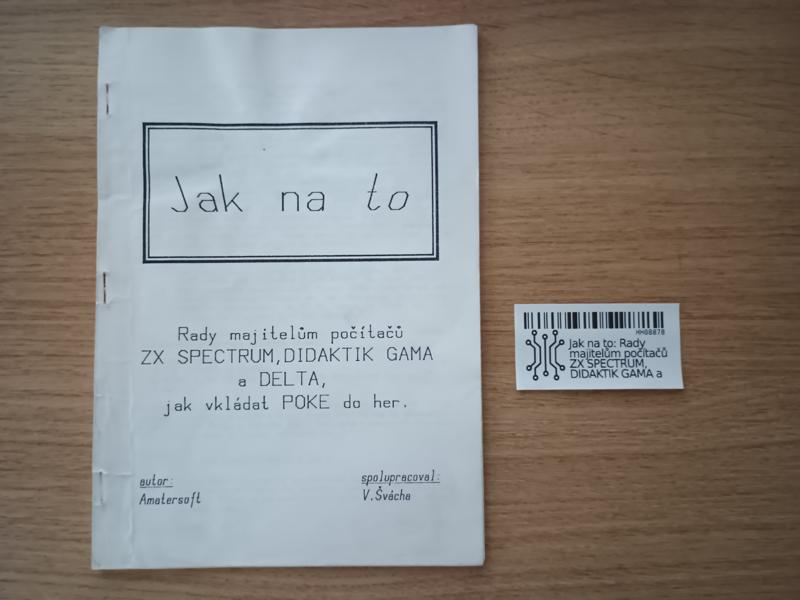 Jak na to
Rady majitelům počítačů
ZX SPECTRUM,DIDAKTIK GAMA
a DELTA,
jak vkládat POKE do her.
autor:
Amatersoft
spolupracoval:
V.Švácha
HH08870
Jak na to: Rady
majitelům počítačů
ZX SPECTRUM,
DIDAKTIK GAMA a